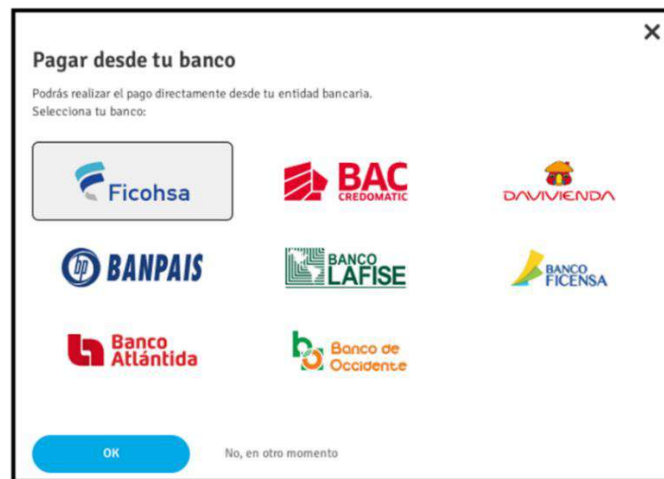 Pagar desde tu banco
Podrás realizar el pago directamente desde tu entidad bancaria.
Selecciona tu banco:
Ficohsa
BAC
CREDOMATIC
DAVIVIENDA
bp BANPAIS
BANCO
LAFISE
BANCO
FICENSA
Banco
Atlántida
Banco de
Occidente
OK
No, en otro momento